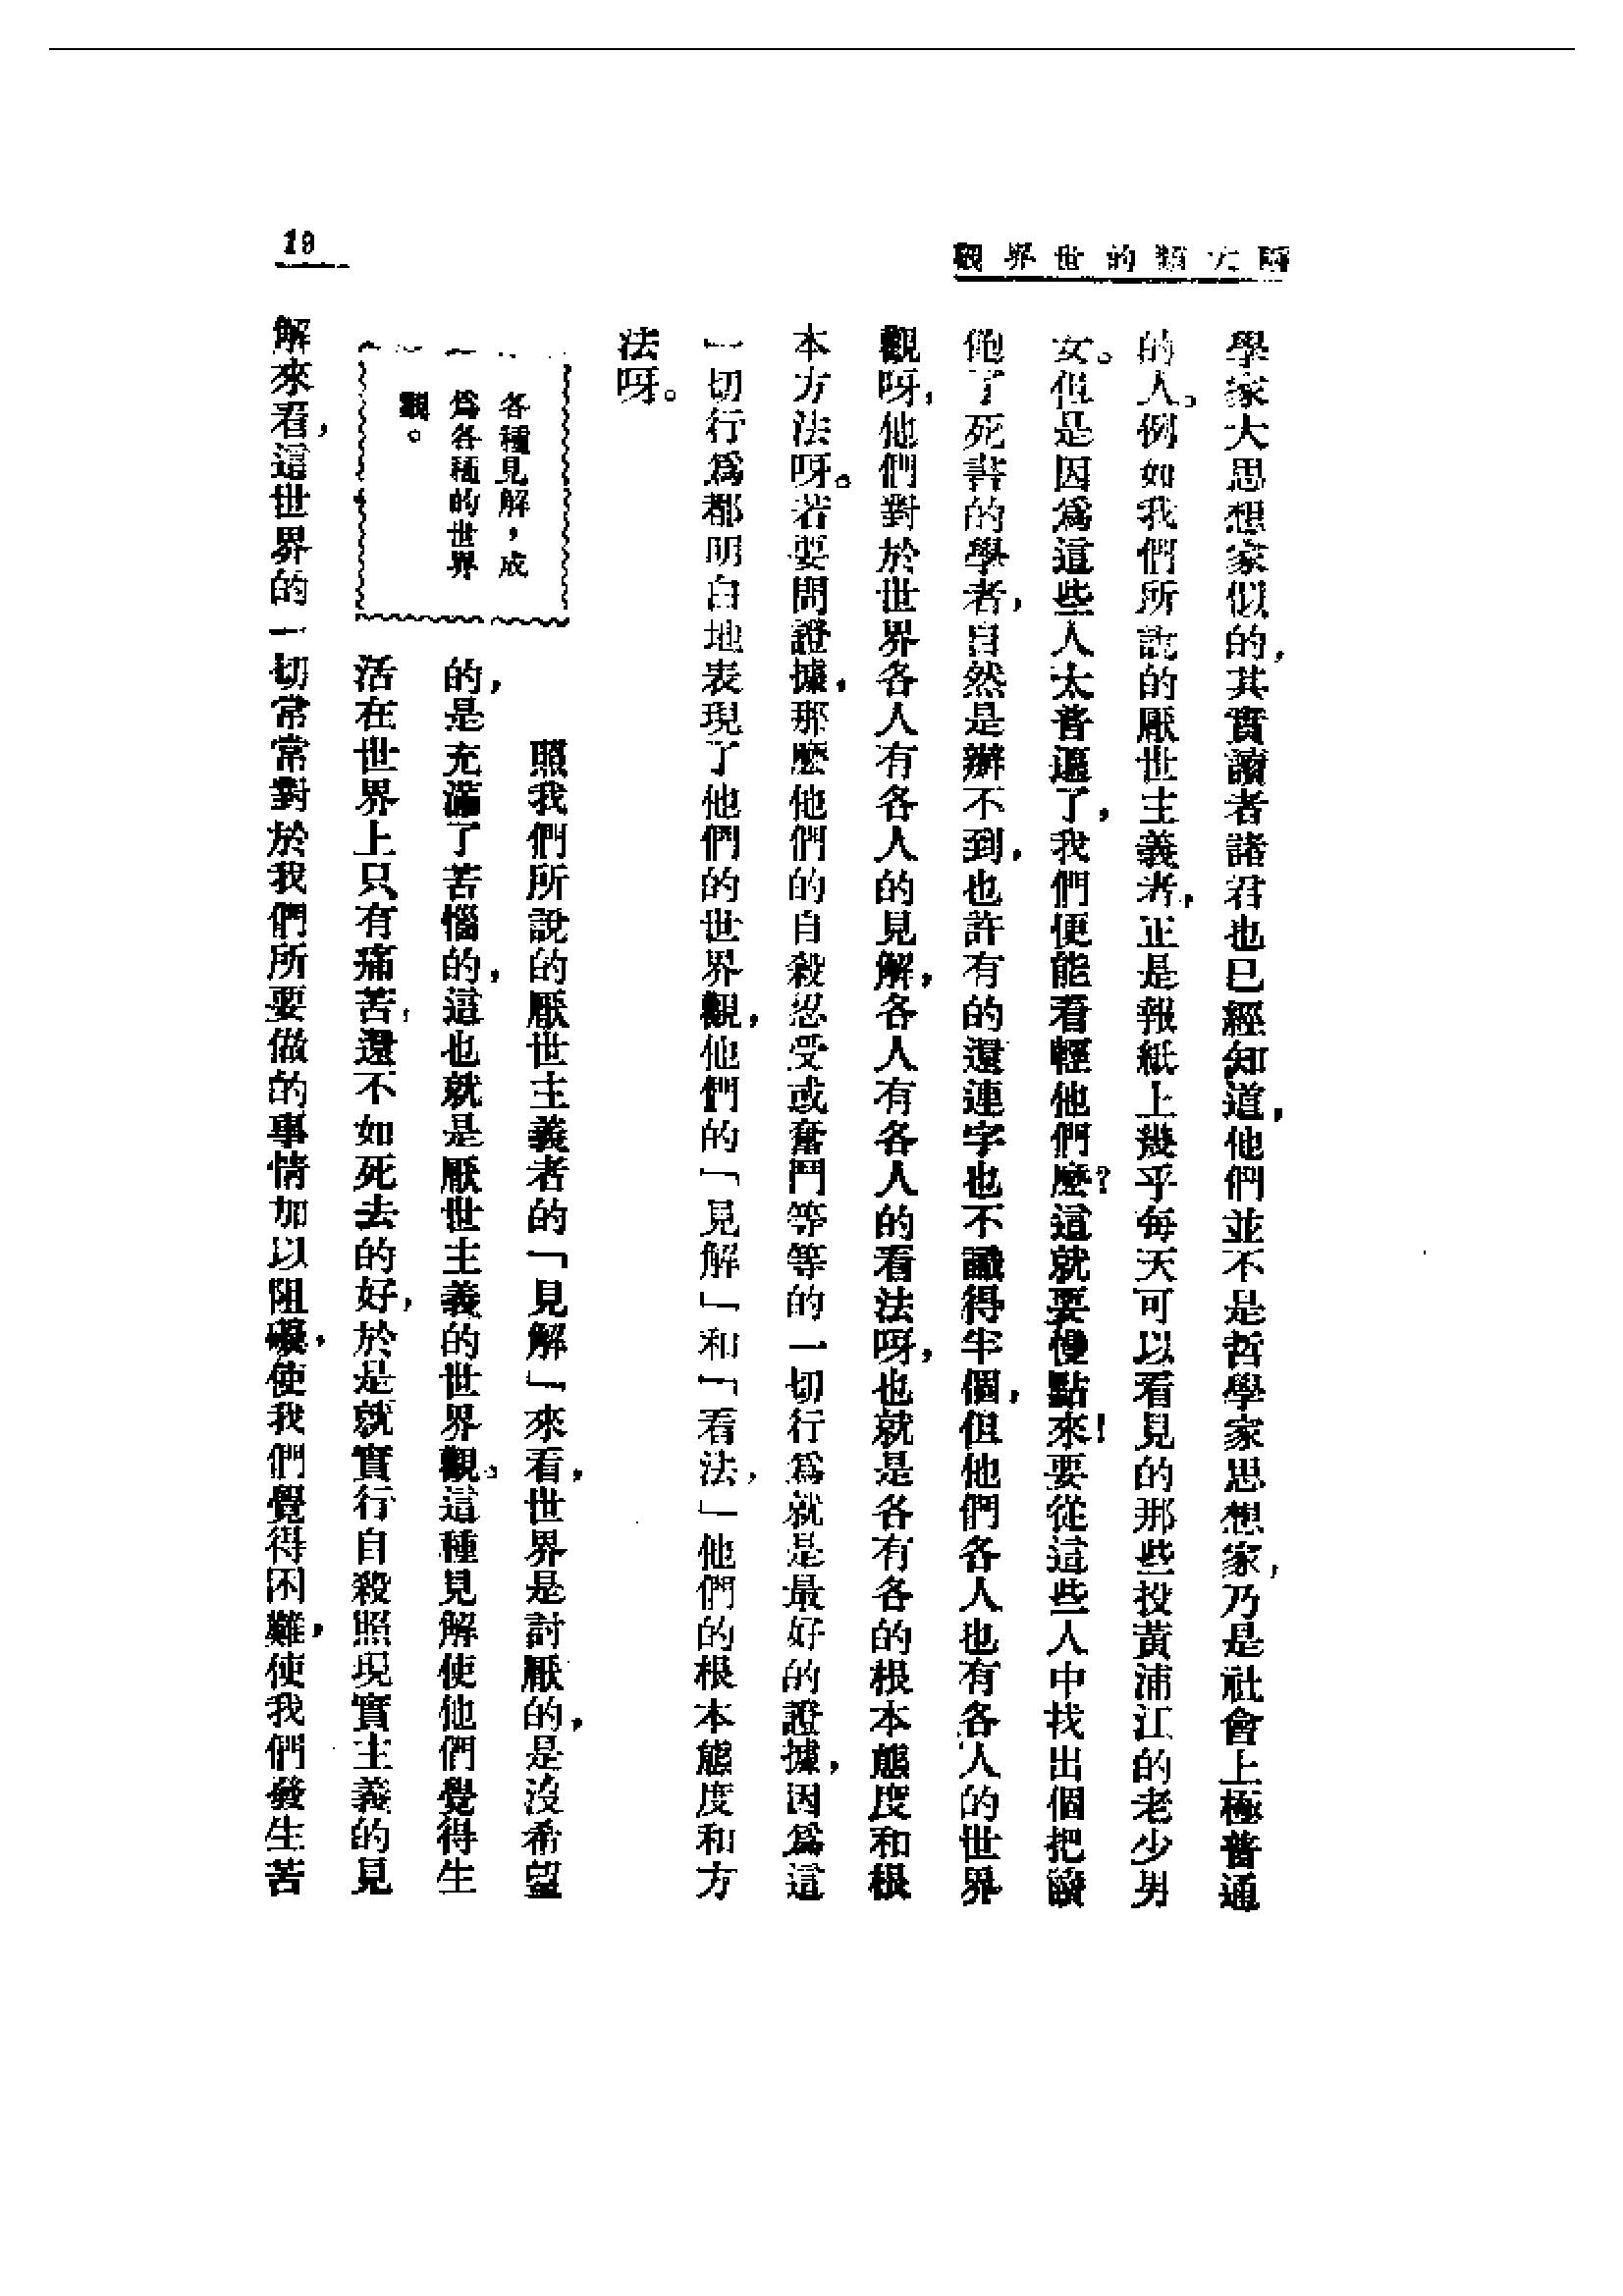 兩大類的世界觀
19
學家大思想家似的，其實讀者諸君也已經知道，他們並不是哲學家思想家，乃是社會上極普通
的人。例如我們所說的厭世主義者，正是報紙上幾乎每天可以看見的那些投黃浦江的老少男
女。但是因爲這些人太普遍了，我們便能看輕他們麼？這就要慢點來！要從這些人中找出個把讀
飽了死書的學者，自然是辦不到，也許有的還連字也不識得半個，但他們各人也有各人的世界
觀呀，他們對於世界各人有各人的見解，各人有各人的看法呀，也就是各有各的根本態度和根
本方法呀。若要問證據，那麼他們的自殺忍受或奮鬥等等的一切行爲就是最好的證據，因爲這
一切行爲都明白地表現了他們的世界觀，他們的「見解」和「看法，」他們的根本態度和方
法呀。
各種見解，成
爲各種的世界
觀。
照我們所說的厭世主義者的「見解」來看，世界是討厭的，是沒希望
的，是充滿了苦惱的，這也就是厭世主義的世界觀。這種見解使他們覺得生
活在世界上只有痛苦，還不如死去的好，於是就實行自殺照現實主義的見
解來看，這世界的一切常常對於我們所要做的事情加以阻礙，使我們覺得困難，使我們發生苦